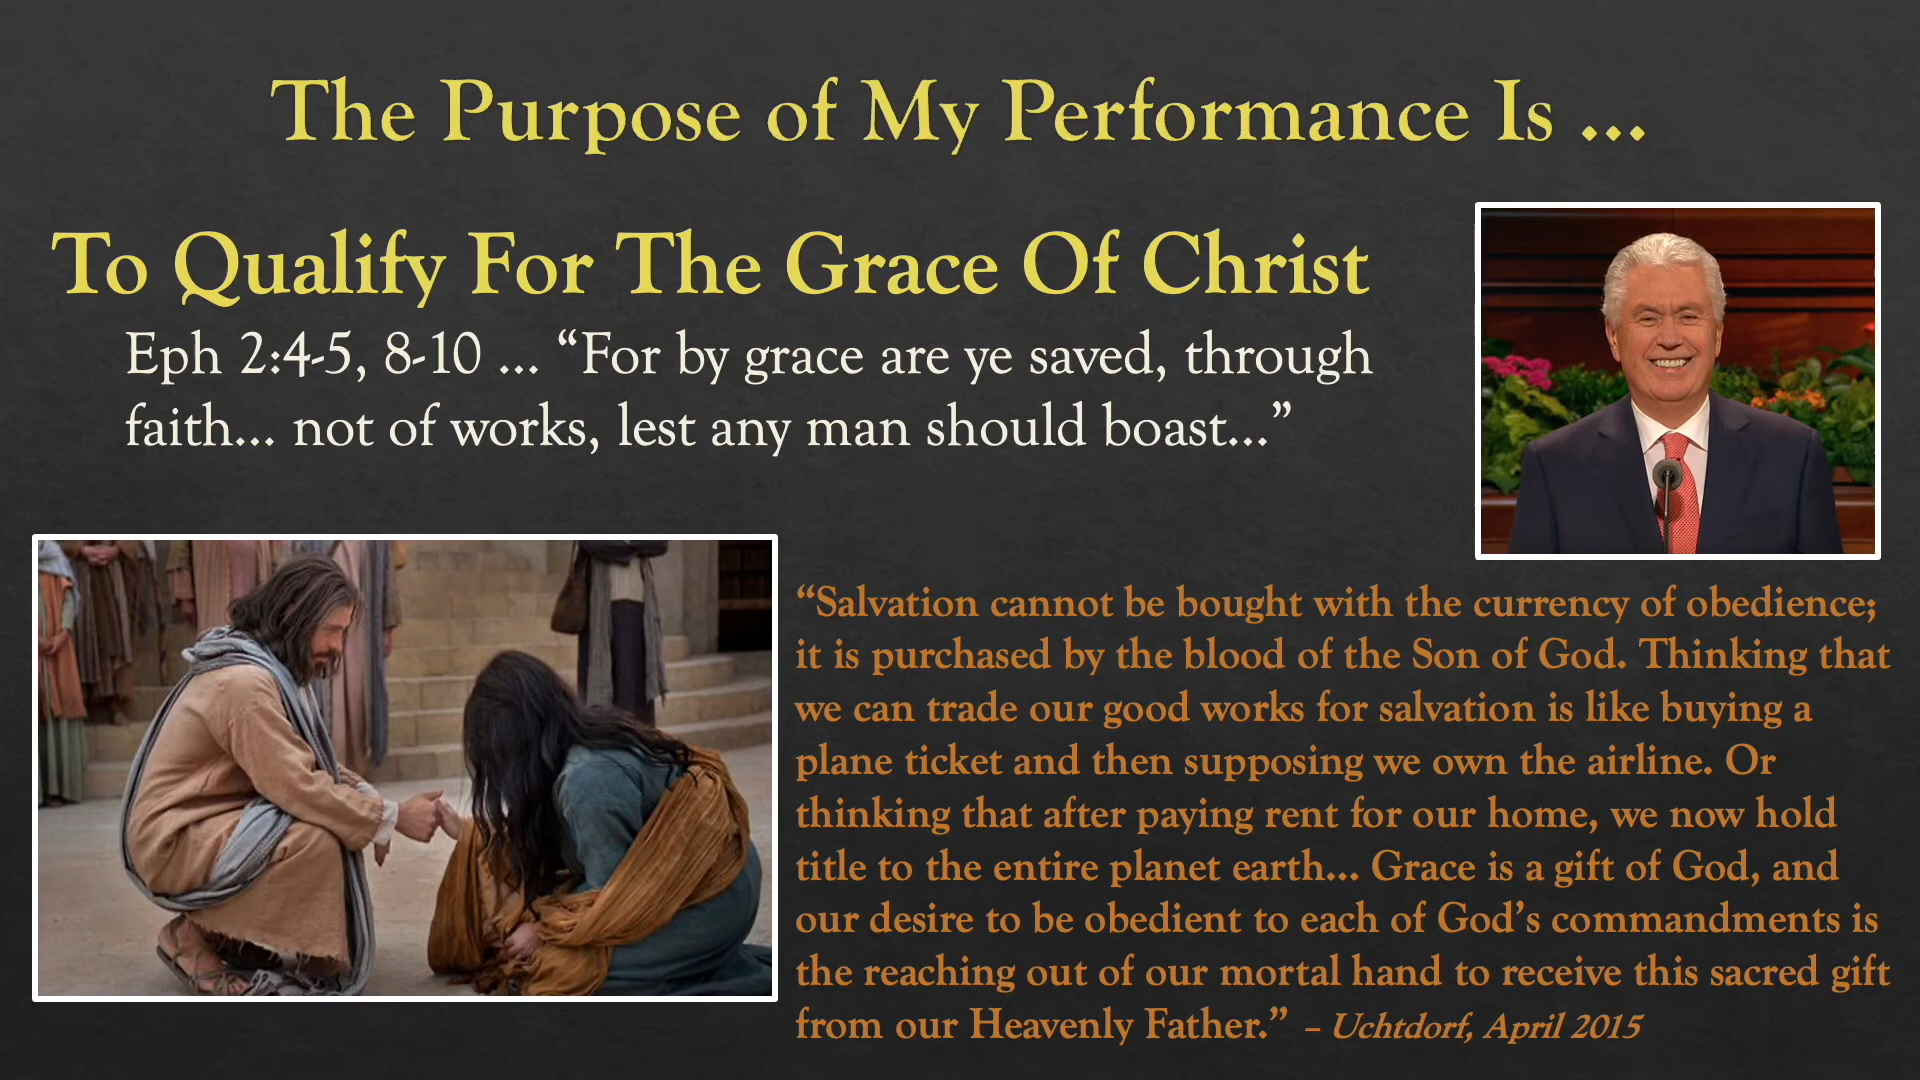 The Purpose of My Performance Is ...
To Qualify For The Grace Of Christ
Eph 2:4-5, 8-10 ... “For by grace are ye saved, through
faith... not of works, lest any man should boast...”
“Salvation cannot be bought with the currency of obedience;
it is purchased by the blood of the Son of God. Thinking that
we can trade our good works for salvation is like buying a
plane ticket and then supposing we own the airline. Or
thinking that after paying rent for our home, we now hold
title to the entire planet earth... Grace is a gift of God, and
our desire to be obedient to each of God’s commandments is
the reaching out of our mortal hand to receive this sacred gift
from our Heavenly Father.” – Uchtdorf, April 2015